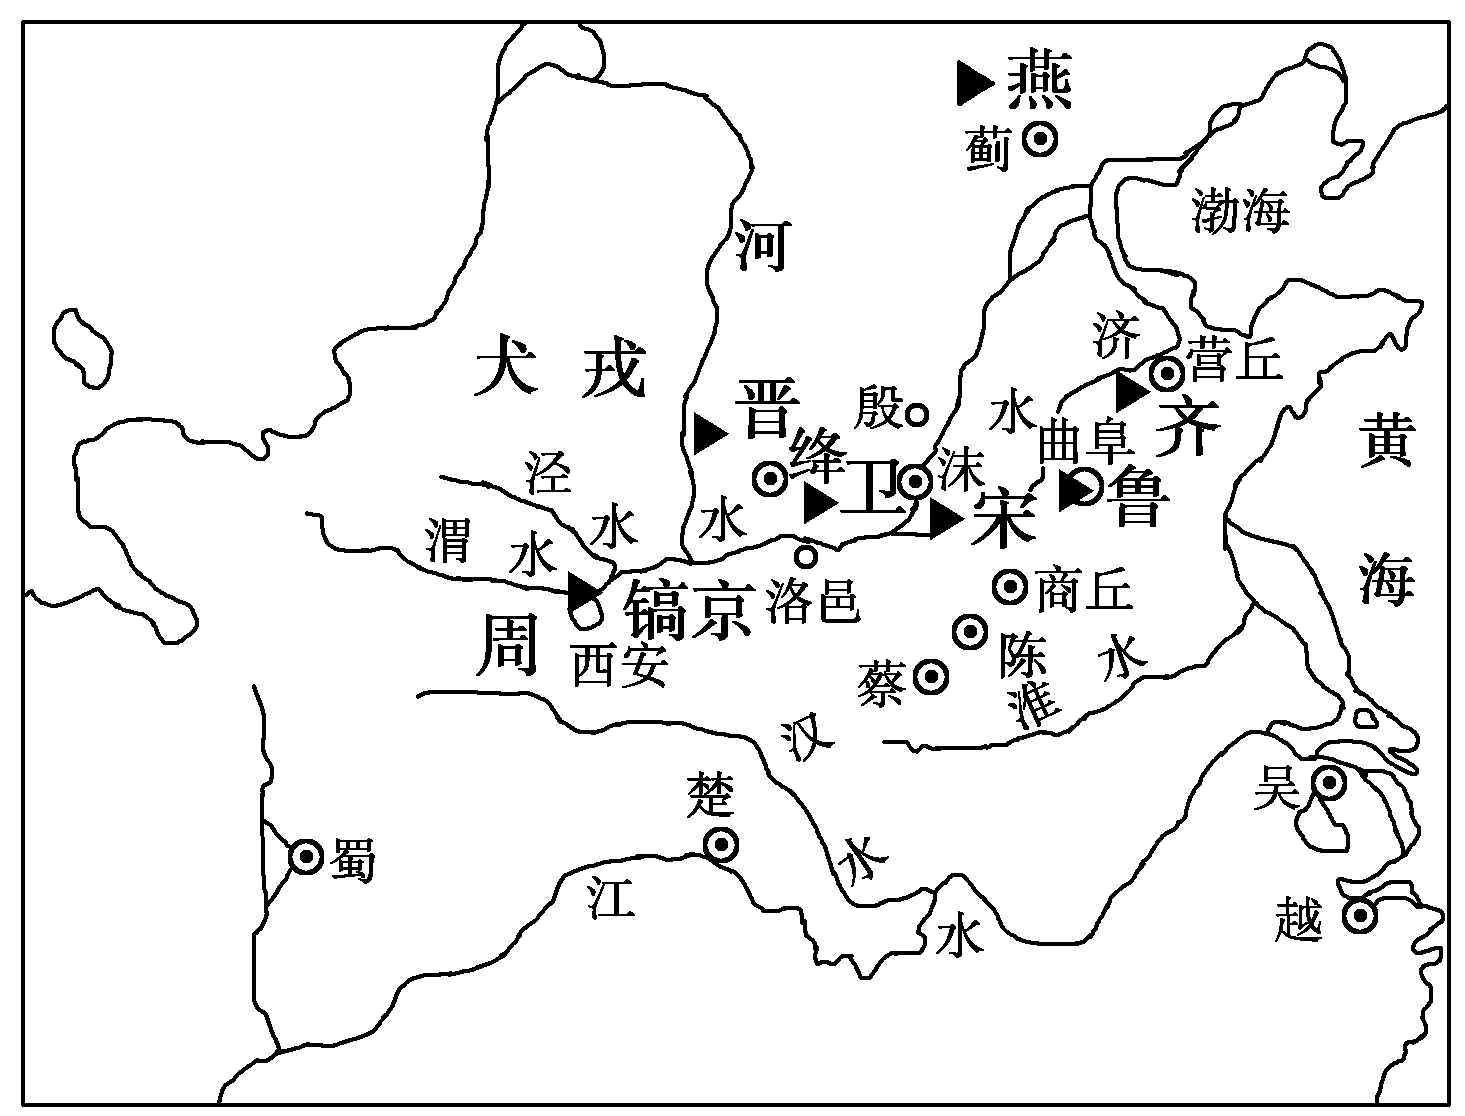 燕
蓟
渤海
河
济
水
营丘
齐
犬戎
晋
绛
殷
沫
卫
曲阜
鲁
宋
黄海
泾水
渭水
水
镐京
洛邑
周
西安
商丘
陈
蔡
淮水
汉水
楚
吴
蜀
江水
越